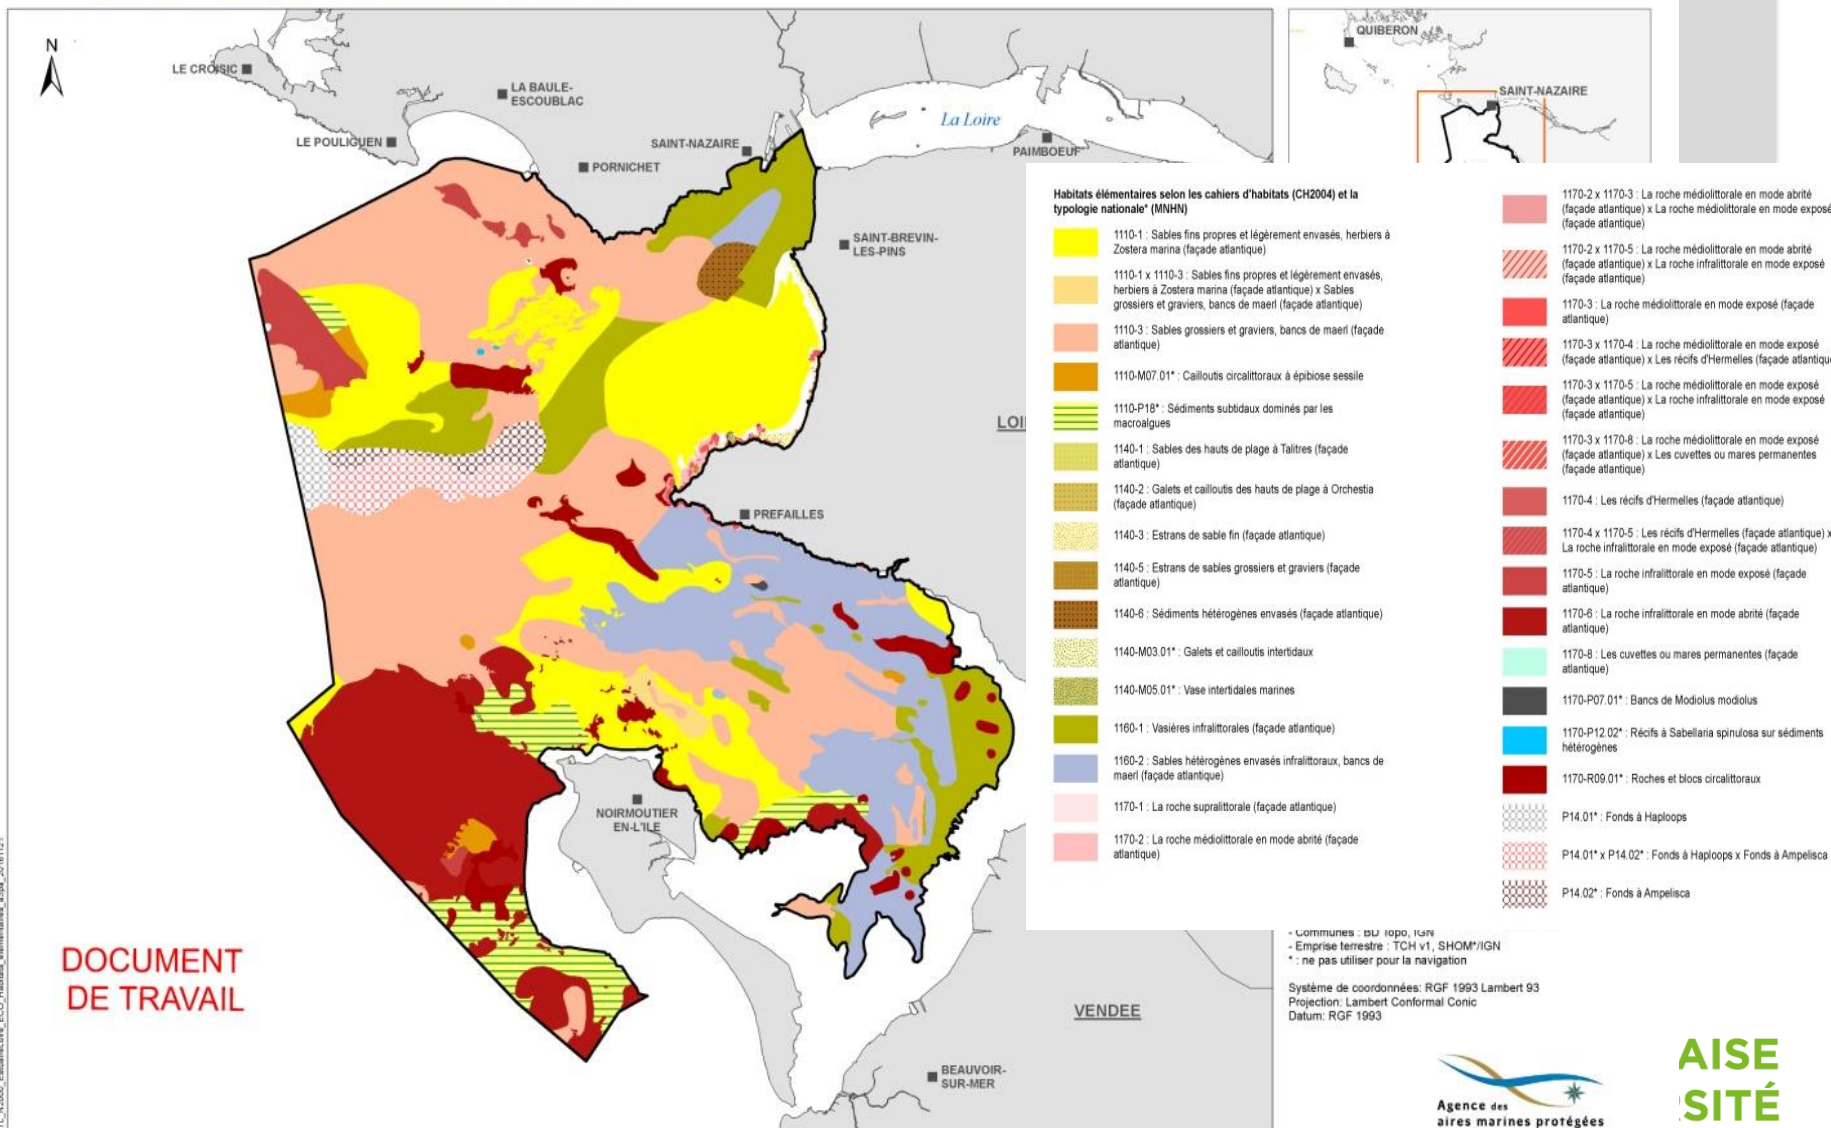 N
LE CROISIC
LA BAULE-
ESCOUBLAC
LE POULIGUEN
PORNICHET
SAINT-NAZAIRE
La Loire
PAIMBOEUF
SAINT-BREVIN-
LES-PINS
LOI
PREFAILLES
NOIRMOUTIER
EN-L'ILE
BEAUVOIR-
SUR-MER
VENDEE
DOCUMENT
DE TRAVAIL
QUIBERON
SAINT-NAZAIRE
Habitats élémentaires selon les cahiers d'habitats (CH2004) et la
typologie nationale* (MNHN)
1110-1 : Sables fins propres et légèrement envasés, herbiers à
Zostera marina (façade atlantique)
1110-1 x 1110-3 : Sables fins propres et légèrement envasés,
herbiers à Zostera marina (façade atlantique) x Sables
grossiers et graviers, bancs de maerl (façade atlantique)
1110-3 : Sables grossiers et graviers, bancs de maerl (façade
atlantique)
1110-M07.01* : Cailloutis circalittoraux à épibiose sessile
1110-P18* : Sédiments subtidaux dominés par les
macroalgues
1140-1 : Sables des hauts de plage à Talitres (façade
atlantique)
1140-2 : Galets et cailloutis des hauts de plage à Orchestia
(façade atlantique)
1140-3 : Estrans de sable fin (façade atlantique)
1140-5 : Estrans de sables grossiers et graviers (façade
atlantique)
1140-6 : Sédiments hétérogènes envasés (façade atlantique)
1140-M03.01* : Galets et cailloutis intertidaux
1140-M05.01* : Vase intertidales marines
1160-1 : Vasières infralittorales (façade atlantique)
1160-2 : Sables hétérogènes envasés infralittoraux, bancs de
maerl (façade atlantique)
1170-1 : La roche supralittorale (façade atlantique)
1170-2 : La roche médiolittorale en mode abrité (façade
atlantique)
1170-2 x 1170-3 : La roche médiolittorale en mode abrité
(façade atlantique) x La roche médiolittorale en mode exposé
(façade atlantique)
1170-2 x 1170-5 : La roche médiolittorale en mode abrité
(façade atlantique) x La roche infralittorale en mode exposé
(façade atlantique)
1170-3 : La roche médiolittorale en mode exposé (façade
atlantique)
1170-3 x 1170-4 : La roche médiolittorale en mode exposé
(façade atlantique) x Les récifs d'Hermelles (façade atlantique
1170-3 x 1170-5 : La roche médiolittorale en mode exposé
(façade atlantique) x La roche infralittorale en mode exposé
(façade atlantique)
1170-3 x 1170-8 : La roche médiolittorale en mode exposé
(façade atlantique) x Les cuvettes ou mares permanentes
(façade atlantique)
1170-4 : Les récifs d'Hermelles (façade atlantique)
1170-4 x 1170-5 : Les récifs d'Hermelles (façade atlantique) x
La roche infralittorale en mode exposé (façade atlantique)
1170-5 : La roche infralittorale en mode exposé (façade
atlantique)
1170-6 : La roche infralittorale en mode abrité (façade
atlantique)
1170-8 : Les cuvettes ou mares permanentes (façade
atlantique)
1170-P07.01* : Bancs de Modiolus modiolus
1170-P12.02* : Récifs à Sabellaria spinulosa sur sédiments
hétérogènes
1170-R09.01* : Roches et blocs circalittoraux
P14.01* : Fonds à Haploops
P14.01* x P14.02* : Fonds à Haploops x Fonds à Ampelisca
P14.02* : Fonds à Ampelisca
- Communes : BD Topo, IGN
- Emprise terrestre : TCH v1, SHOM*/IGN
* : ne pas utiliser pour la navigation
Système de coordonnées: RGF 1993 Lambert 93
Projection: Lambert Conformal Conic
Datum: RGF 1993
Agence des
aires marines protégées
AISE
SITÉ